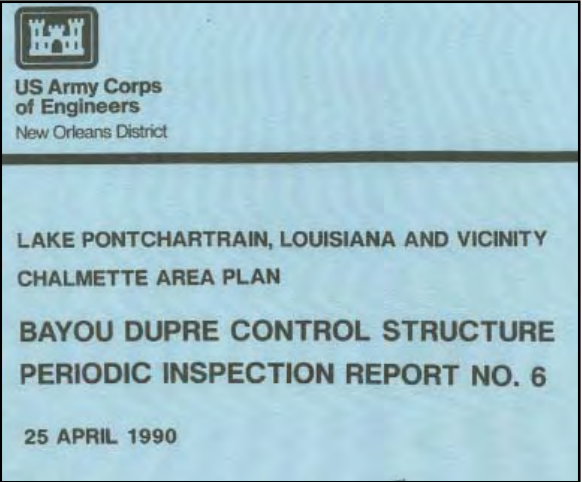 US Army Corps
of Engineers
New Orleans District
LAKE PONTCHARTRAIN, LOUISIANA AND VICINITY
CHALMETTE AREA PLAN
BAYOU DUPRE CONTROL STRUCTURE
PERIODIC INSPECTION REPORT NO. 6
25 APRIL 1990